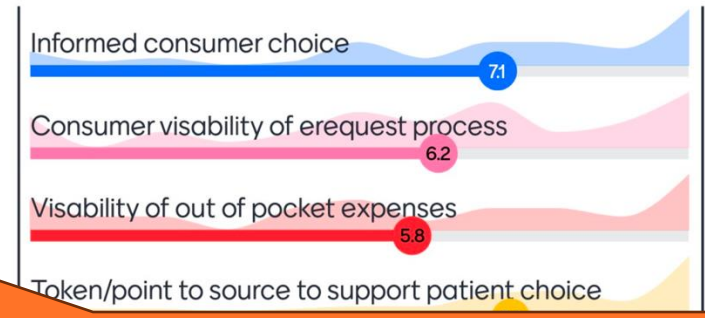 Informed consumer choice
7.1
Consumer visability of erequest process
6.2
Visability of out of pocket expenses
5.8
Token/point to source to support patient choice